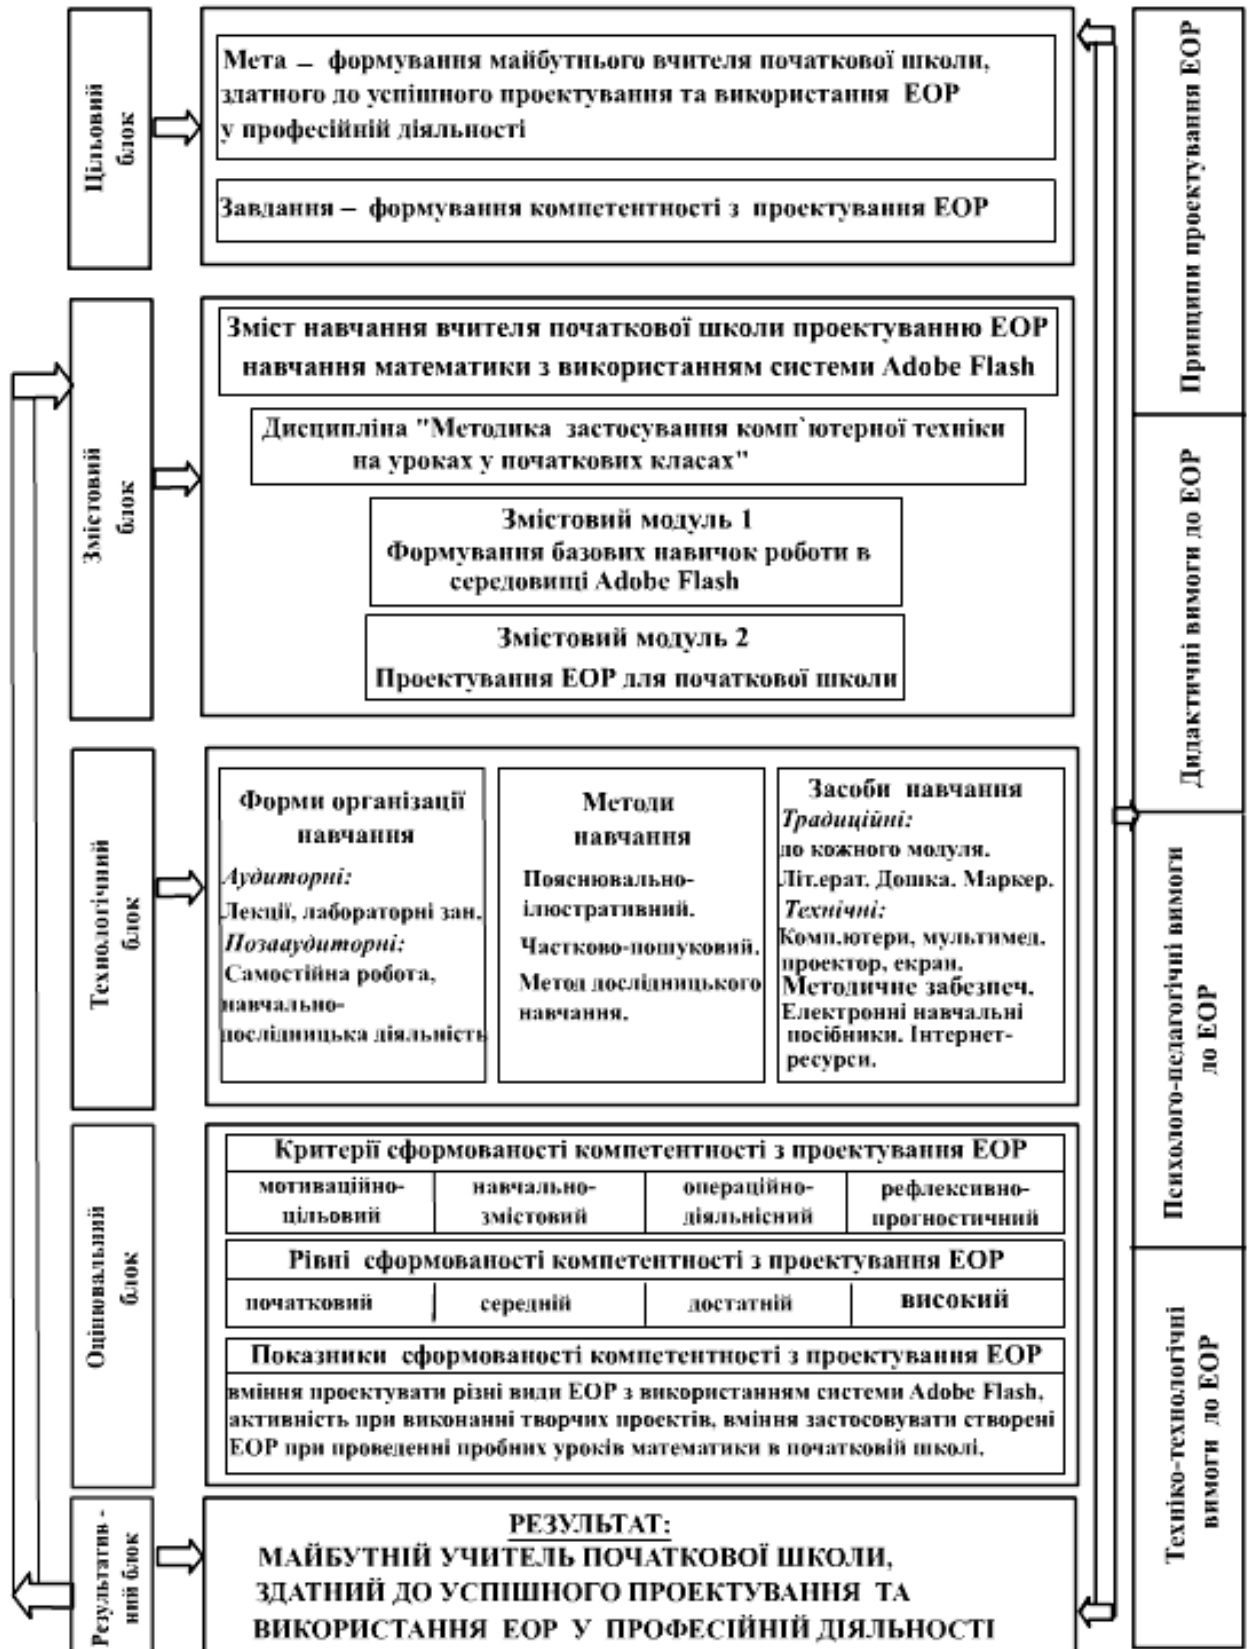 Цільовий
блок
Мета – формування майбутнього вчителя початкової школи,
здатного до успішного проектування та використання ЕОР
у професійній діяльності
Завдання – формування компетентності з проектування ЕОР
Змістовий
блок
Зміст навчання вчителя початкової школи проектуванню ЕОР
навчання математики з використанням системи Adobe Flash
Дисципліна "Методика застосування комп`ютерної техніки
на уроках у початкових класах"
Змістовий модуль 1
Формування базових навичок роботи в
середовищі Adobe Flash
Змістовий модуль 2
Проектування ЕОР для початкової школи
Технологічний
блок
Форми організації
навчання
Аудиторні:
Лекції, лабораторні зан.
Позааудиторні:
Самостійна робота,
навчально-
дослідницька діяльність
Методи
навчання
Пояснювально-
ілюстративний.
Частково-пошуковий.
Метод дослідницького
навчання.
Засоби навчання
Традиційні:
до кожного модуля.
Літ.ерат. Дошка. Маркер.
Технічні:
Комп.ютери, мультимед.
проектор, екран.
Методичне забезпеч.
Електронні навчальні
посібники. Інтернет-
ресурси.
Оцінювальний
блок
Критерії сформованості компетентності з проектування ЕОР
мотиваційно-
цільовий
навчально-
змістовий
операційно-
діяльнісний
рефлексивно-
прогностичний
Рівні сформованості компетентності з проектування ЕОР
початковий
середній
достатній
високий
Показники сформованості компетентності з проектування ЕОР
вміння проектувати різні види ЕОР з використанням системи Adobe Flash,
активність при виконанні творчих проектів, вміння застосовувати створені
ЕОР при проведенні пробних уроків математики в початковій школі.
Результатив -
ний блок
РЕЗУЛЬТАТ:
МАЙБУТНІЙ УЧИТЕЛЬ ПОЧАТКОВОЇ ШКОЛИ,
ЗДАТНИЙ ДО УСПІШНОГО ПРОЕКТУВАННЯ ТА
ВИКОРИСТАННЯ ЕОР У ПРОФЕСІЙНІЙ ДІЯЛЬНОСТІ
Принципи проектування ЕОР
Дидактичні вимоги до ЕОР
Психолого-педагогічні вимоги
до ЕОР
Техніко-технологічні
вимоги до ЕОР